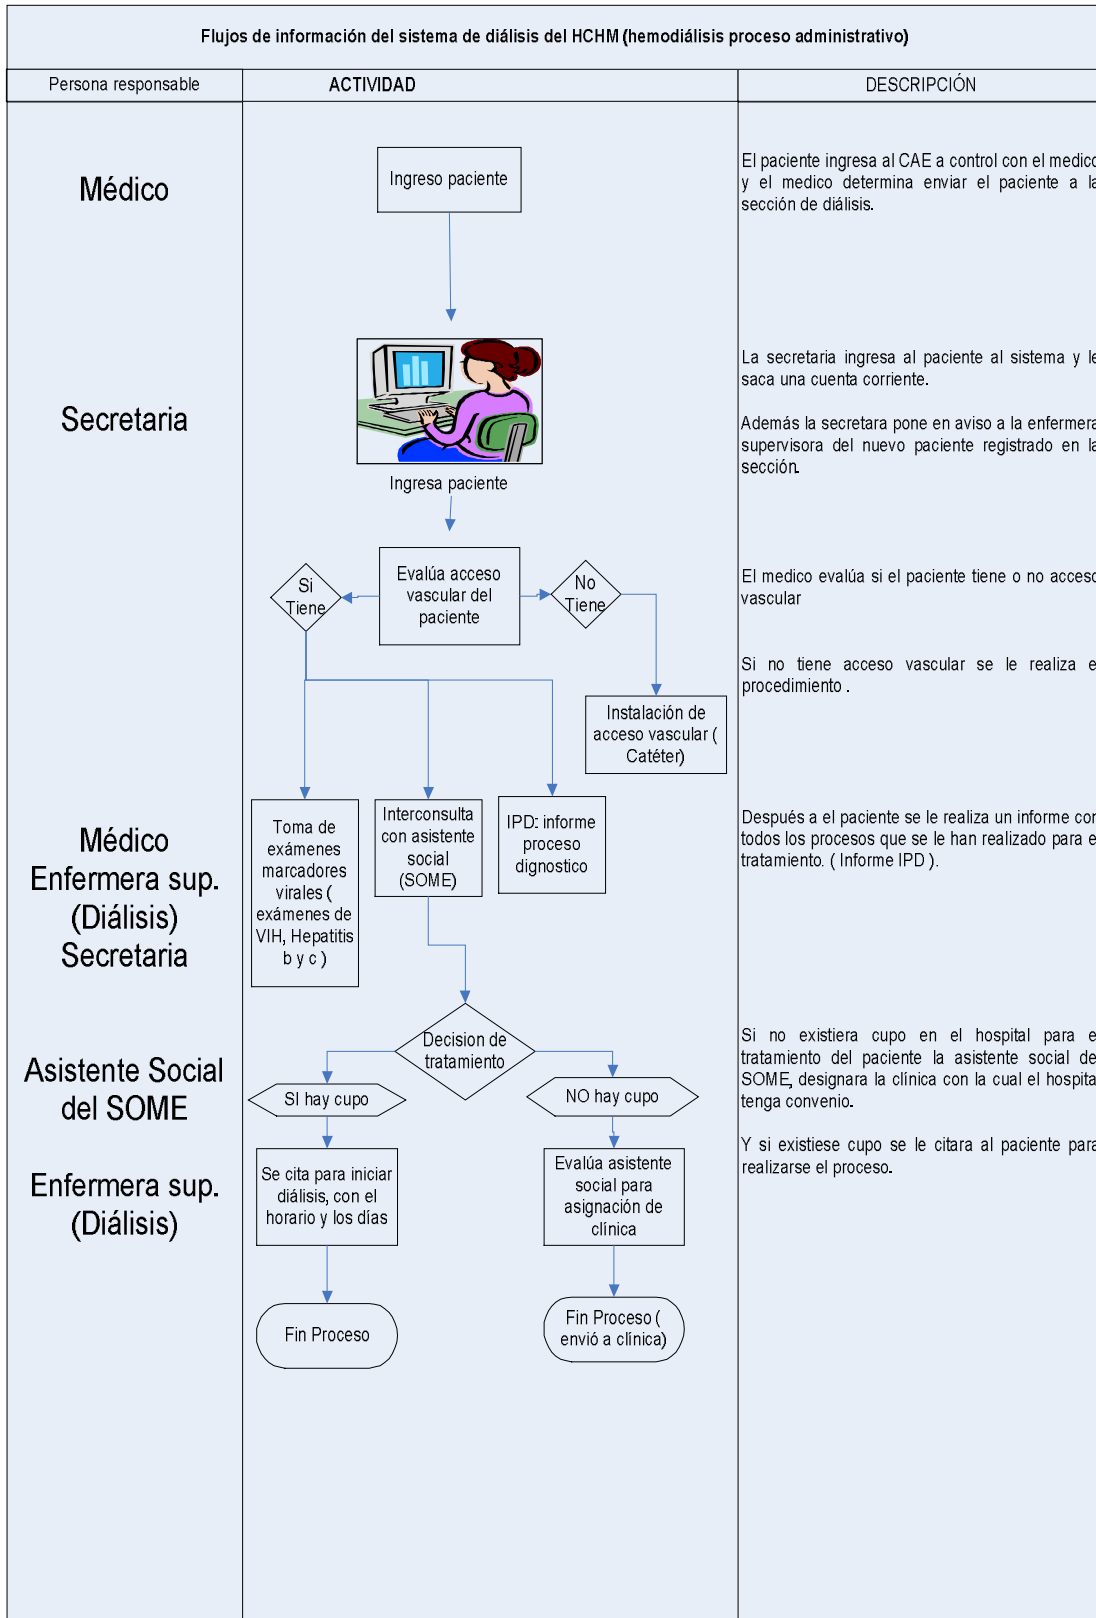 Flujos de información del sistema de diálisis del HCHM (hemodiálisis proceso administrativo)
Persona responsable
ACTIVIDAD
DESCRIPCIÓN
Médico
Ingreso paciente
El paciente ingresa al CAE a control con el medico
y el medico determina enviar el paciente a la
sección de diálisis.
Secretaria
Ingresa paciente
La secretaria ingresa al paciente al sistema y le
saca una cuenta corriente.
Además la secretara pone en aviso a la enfermera
supervisora del nuevo paciente registrado en la
sección.
Si
Tiene
Evalúa acceso
vascular del
paciente
No
Tiene
El medico evalúa si el paciente tiene o no acceso
vascular
Si no tiene acceso vascular se le realiza e
procedimiento .
Instalación de
acceso vascular (
Catéter)
Médico
Enfermera sup.
(Diálisis)
Secretaria
Toma de
exámenes
marcadores
virales (
exámenes de
VIH, Hepatitis
b y c )
Interconsulta
con asistente
social
(SOME)
IPD: informe
proceso
dignostico
Después a el paciente se le realiza un informe con
todos los procesos que se le han realizado para e
tratamiento. ( Informe IPD ).
Asistente Social
del SOME
Decision de
tratamiento
SI hay cupo
NO hay cupo
Si no existiera cupo en el hospital para e
tratamiento del paciente la asistente social de
SOME, designara la clínica con la cual el hospita
tenga convenio.
Y si existiese cupo se le citara al paciente para
realizarse el proceso.
Enfermera sup.
(Diálisis)
Se cita para iniciar
diálisis, con el
horario y los días
Evalúa asistente
social para
asignación de
clínica
Fin Proceso
Fin Proceso (
envió a clínica)